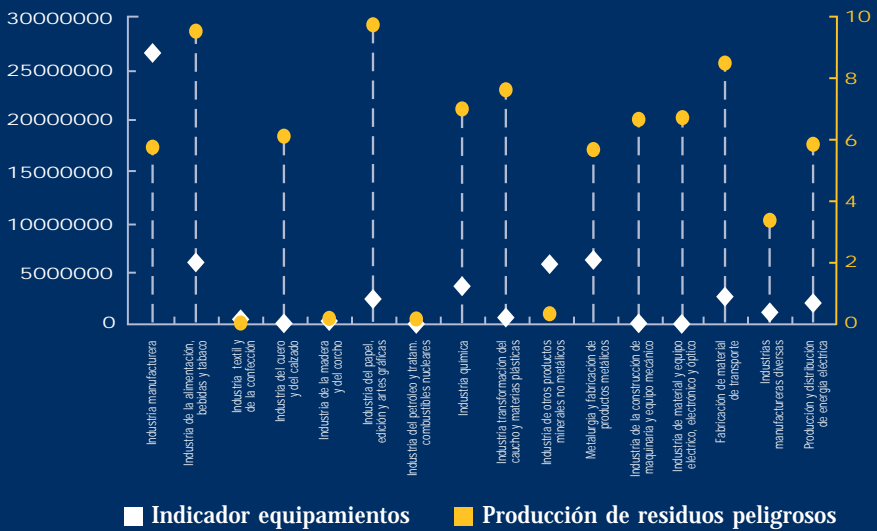 30000000
25000000
20000000
15000000
10000000
5000000
0
10
8
6
4
2
0
Industria manufacturera
Industria de la alimentación,
bebidas y tabaco
Industria textil y
de la confección
Industria del cuero
y del calzado
Industria de la madera
y del corcho
Industria del papel,
edición y artes gráficas
Industria del petróleo y tratam.
combustibles nucleares
Industria química
Industria transformación del
caucho y materias plásticas
Industria de otros productos
minerales no metálicos
Metalurgia y fabricación de
productos metálicos
Industria de la construcción de
maquinaria y equipo mecánico
Industria de material y equipo
eléctrico, electrónico y óptico
Fabricación de material
de transporte
Industrias
manufactureras diversas
Producción y distribución
de energía eléctrica
Indicador equipamientos
Producción de residuos peligrosos